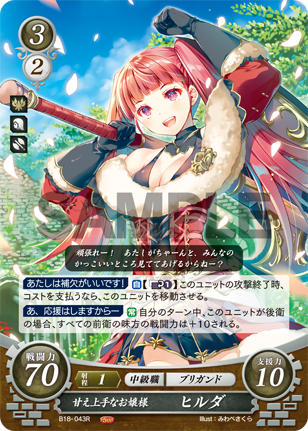 3
2
SAMPLE
頑張れー! あたしがちゃーんと、みんなの
かっこいいところ見ててあげるからねー?
あたしは補欠がいいです! 自 このユニットの攻撃終了時、
コストを支払うなら、このユニットを移動させる。
あ、応援はしますからー 常 自分のターン中、このユニットが後衛
の場合、すべての前衛の味方の戦闘力は+10される。
戦闘力
70
射程 1 中級職 ブリガンド
支援力
10
甘え上手なお嬢様 ヒルダ
B18-043R
Illust:みわべさくら